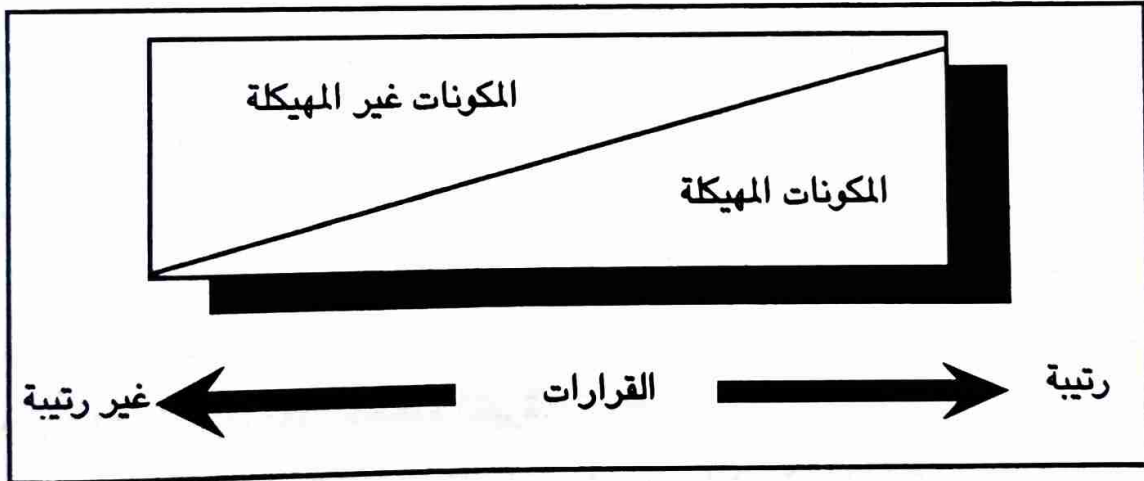 المكونات غير المهيكلة
المكونات المهيكلة
رتيبة
القرارات
غير رتيبة